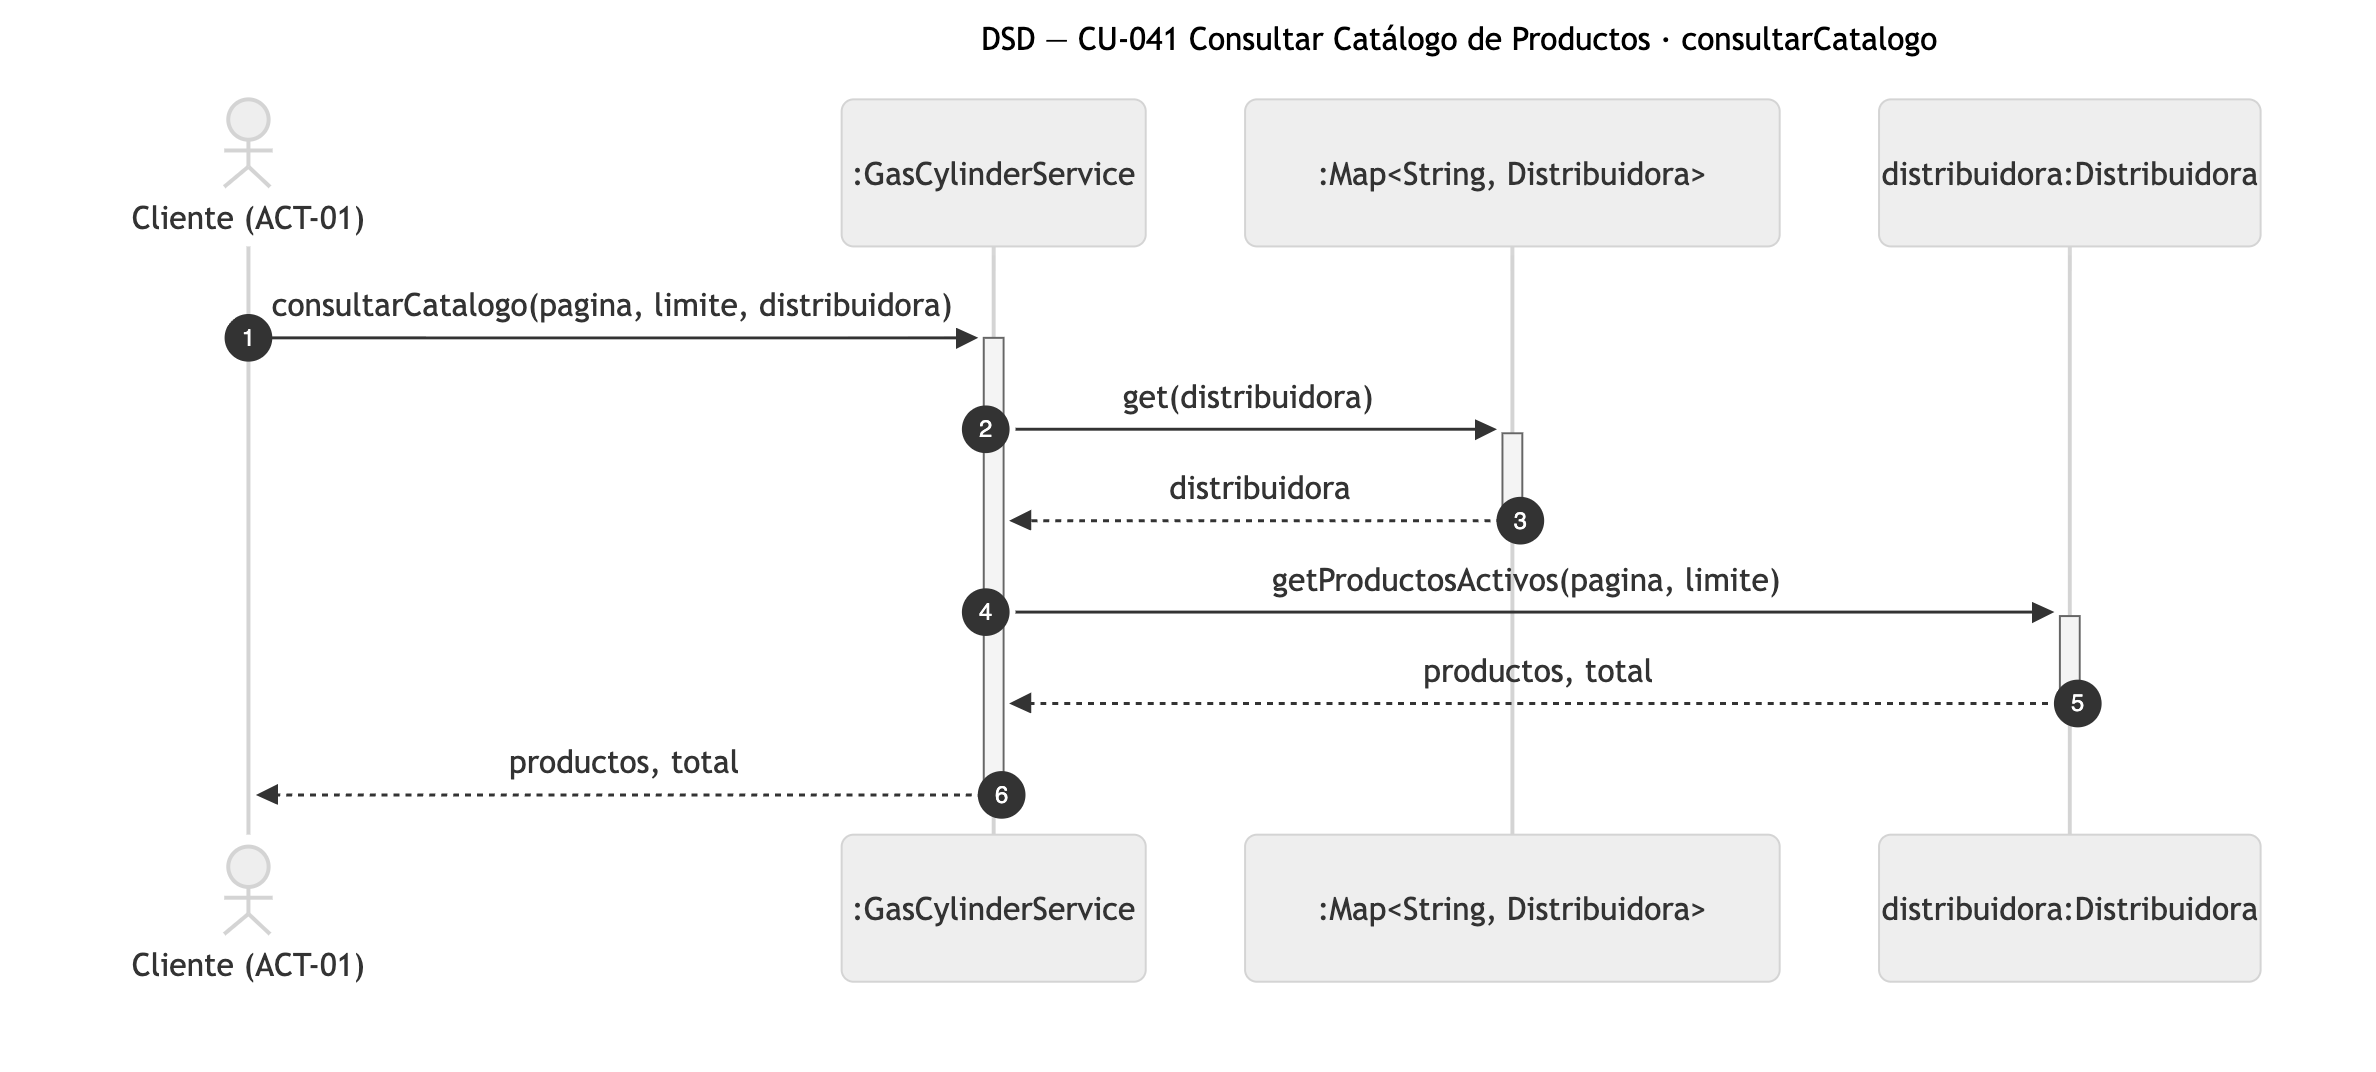 DSD — CU-041 Consultar Catálogo de Productos · consultarCatalogo
Cliente (ACT-01)
:GasCylinderService
:Map<String, Distribuidora>
distribuidora:Distribuidora
consultarCatalogo(pagina, limite, distribuidora)
1
get(distribuidora)
2
distribuidora
3
getProductosActivos(pagina, limite)
4
productos, total
5
productos, total
6
Cliente (ACT-01)
:GasCylinderService
:Map<String, Distribuidora>
distribuidora:Distribuidora